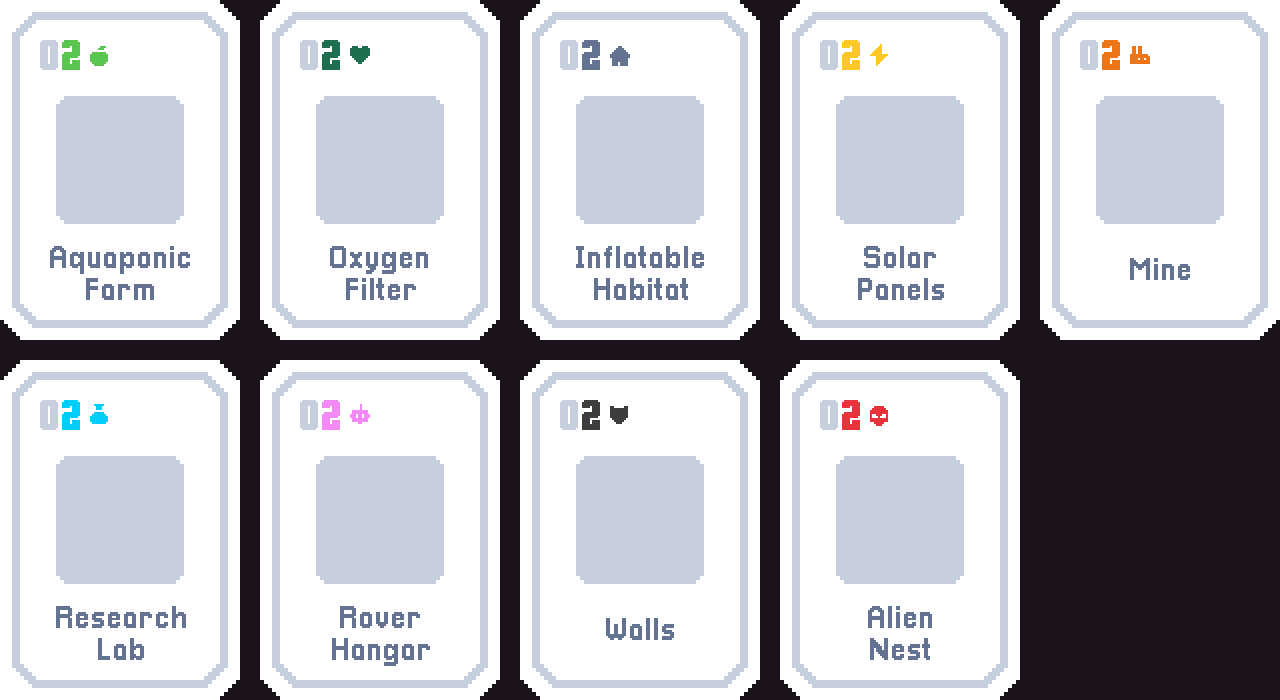 02
Aquaponic
Farm
02
Oxygen
Filter
02
Inflatable
Habitat
02
Solar
Panels
02
Mine
02
Research
Lab
02
Rover
Hangar
02
Walls
02
Alien
Nest